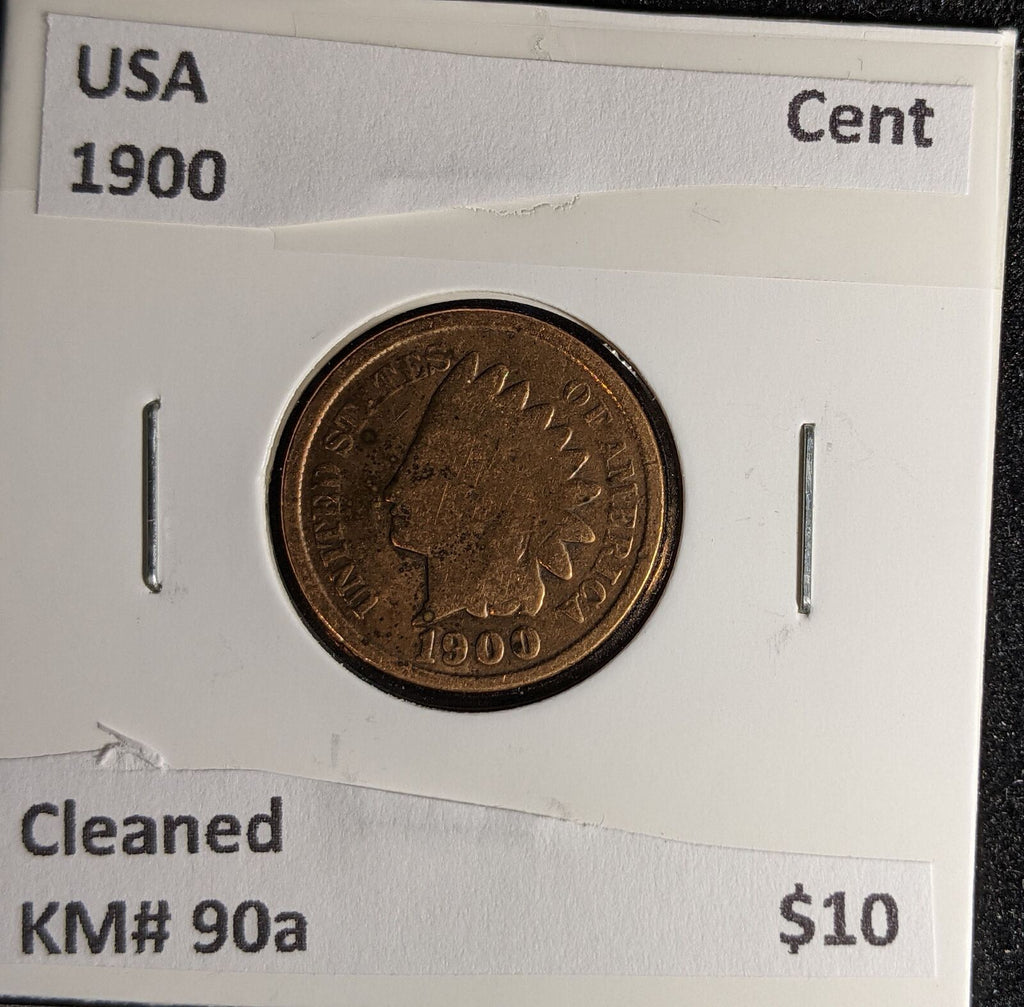 USA
Cent
1900
UNITED STATES OF AMERICA
1900
Cleaned
KM# 90a
$10